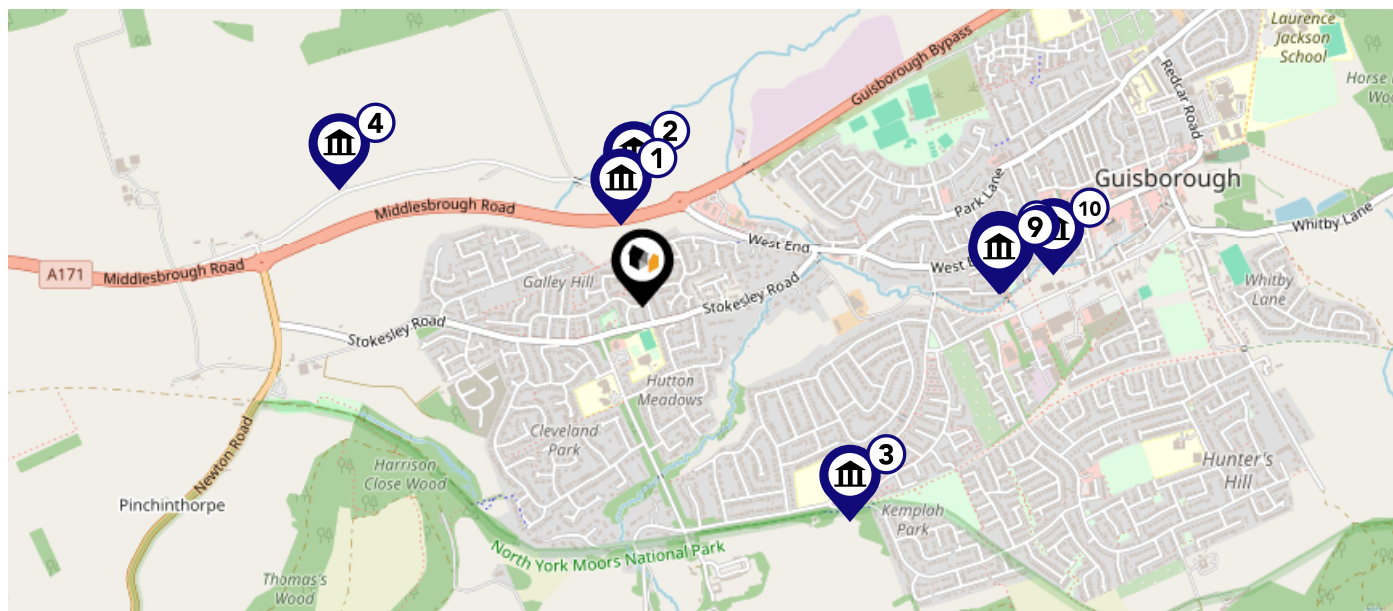 Laurence
Jackson
School
Guisborough Bypass
Redcar Road
Horse
4
2
1
Park Lane
Guisborough
Middlesbrough Road
9
10
Whitby Lane
West End
West E
A171
Middlesbrough Road
Galley Hill
Stokesley Road
Whitby
Lane
Stokesley Road
Hutton
Meadows
Cleveland
Park
Newton Road
Harrison
Close Wood
3
Hunter's
Hill
Pinchinthorpe
Kemplah
Park
North York Moors National Park
Thomas's
Wood